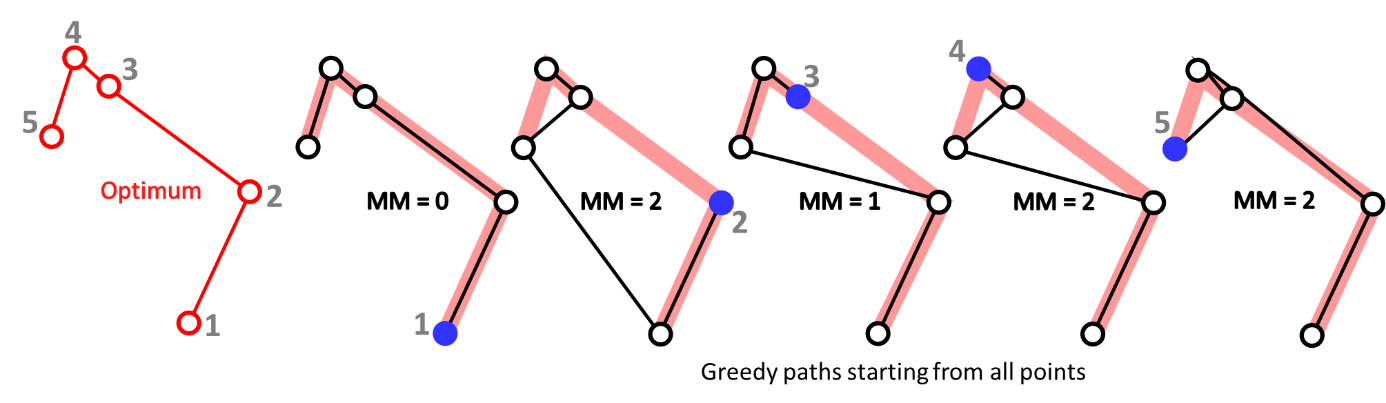 4
3
5
Optimum
2
1
MM = 0
1
MM = 2
2
3
MM = 1
4
MM = 2
5
MM = 2
Greedy paths starting from all points